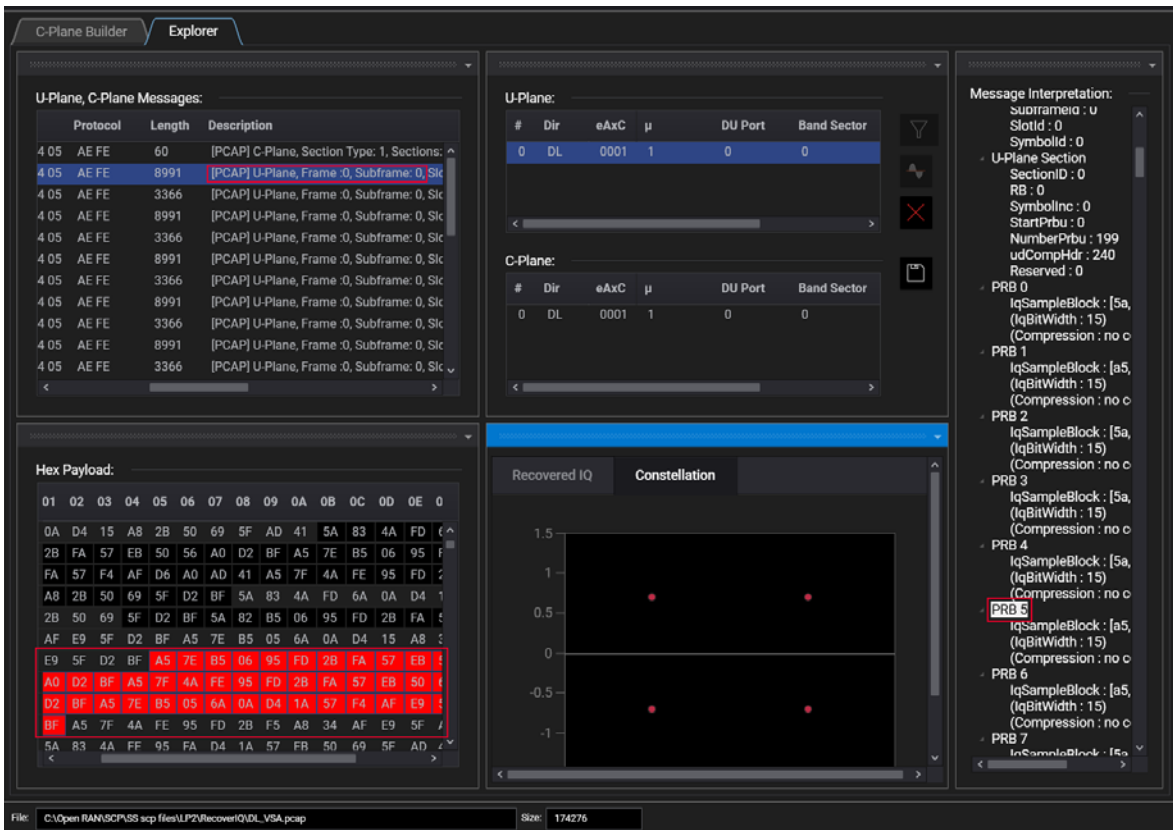 C-Plane Builder Explorer
U-Plane, C-Plane Messages:
Protocol Length Description
4 05 AE FE 60 [PCAP] C-Plane, Section Type: 1, Sections:
4 05 AE FE 8991 [PCAP] U-Plane, Frame :0, Subframe: 0, Slo
4 05 AE FE 3366 [PCAP] U-Plane, Frame :0, Subframe: 0, Slo
4 05 AE FE 8991 [PCAP] U-Plane, Frame :0, Subframe: 0, Slo
4 05 AE FE 3366 [PCAP] U-Plane, Frame :0, Subframe: 0, Slo
4 05 AE FE 8991 [PCAP] U-Plane, Frame :0, Subframe: 0, Slo
4 05 AE FE 3366 [PCAP] U-Plane, Frame :0, Subframe: 0, Slo
4 05 AE FE 8991 [PCAP] U-Plane, Frame :0, Subframe: 0, Slo
4 05 AE FE 3366 [PCAP] U-Plane, Frame :0, Subframe: 0, Slo
4 05 AE FE 8991 [PCAP] U-Plane, Frame :0, Subframe: 0, Slo
4 05 AE FE 3366 [PCAP] U-Plane, Frame :0, Subframe: 0, Slo
U-Plane:
# Dir eAxC μ DU Port Band Sector
0 DL 0001 1 0 0
C-Plane:
# Dir eAxC μ DU Port Band Sector
0 DL 0001 1 0 0
Message Interpretation:
SubframeId : 0
SlotId : 0
SymbolId : 0
U-Plane Section
SectionID : 0
RB : 0
SymbolInc : 0
StartPrbu : 0
NumberPrbu : 199
udCompHdr : 240
Reserved : 0
PRB 0
IqSampleBlock : [5a,
(IqBitWidth : 15)
(Compression : no c
PRB 1
IqSampleBlock : [a5,
(IqBitWidth : 15)
(Compression : no c
PRB 2
IqSampleBlock : [5a,
(IqBitWidth : 15)
(Compression : no c
PRB 3
IqSampleBlock : [5a,
(IqBitWidth : 15)
(Compression : no c
PRB 4
IqSampleBlock : [5a,
(IqBitWidth : 15)
(Compression : no c
PRB 5
IqSampleBlock : [a5,
(IqBitWidth : 15)
(Compression : no c
PRB 6
IqSampleBlock : [a5,
(IqBitWidth : 15)
(Compression : no c
PRB 7
IqSampleBlock : [5a
Hex Payload:
01 02 03 04 05 06 07 08 09 0A 0B 0C 0D 0E 0
0A D4 15 A8 2B 50 69 5F AD 41 5A 83 4A FD
2B FA 57 EB 50 56 A0 D2 BF A5 7E B5 06 95
FA 57 F4 AF D6 A0 AD 41 A5 7F 4A FE 95 FD
A8 2B 50 69 5F D2 BF 5A 83 4A FD 6A 0A D4
2B 50 69 5F D2 BF 5A 82 B5 06 95 FD 2B FA
AF E9 5F D2 BF A5 7E B5 05 6A 0A D4 15 A8
E9 5F D2 BF A5 7E B5 06 95 FD 2B FA 57 EB
A0 D2 BF A5 7F 4A FE 95 FD 2B FA 57 EB 50
D2 BF A5 7E B5 05 6A 0A D4 1A 57 F4 AF E9
BF A5 7F 4A FE 95 FD 2B F5 A8 34 AF E9 5F
5A 83 4A FE 95 FA D4 1A 57 EB 50 69 5F AD
Recovered IQ Constellation
1.5
1
0.5
0
-0.5
-1
File: C:\Open RAN\SCP\SS scp files\LP2\RecoverIQ\DL_VSA.pcap Size: 174276